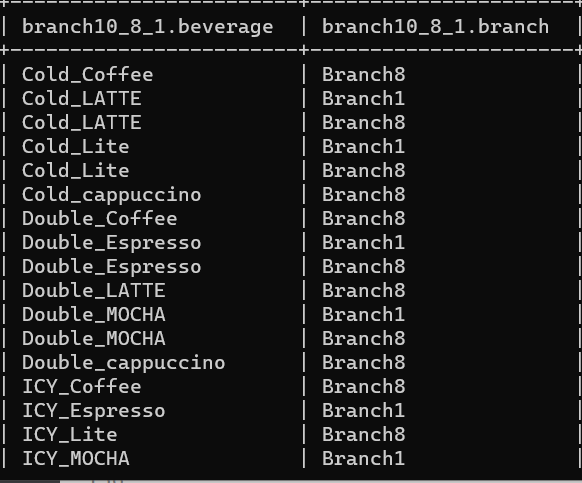 +---------------------------+---------------------------+
| branch10_8_1.beverage | branch10_8_1.branch |
+---------------------------+---------------------------+
| Cold_Coffee | Branch8
| Cold_LATTE | Branch1
| Cold_LATTE | Branch8
| Cold_Lite | Branch1
| Cold_Lite | Branch8
| Cold_cappuccino | Branch8
| Double_Coffee | Branch8
| Double_Espresso | Branch1
| Double_Espresso | Branch8
| Double_LATTE | Branch8
| Double_MOCHA | Branch1
| Double_MOCHA | Branch8
| Double_cappuccino | Branch8
| ICY_Coffee | Branch8
| ICY_Espresso | Branch1
| ICY_Lite | Branch8
| ICY_MOCHA | Branch1